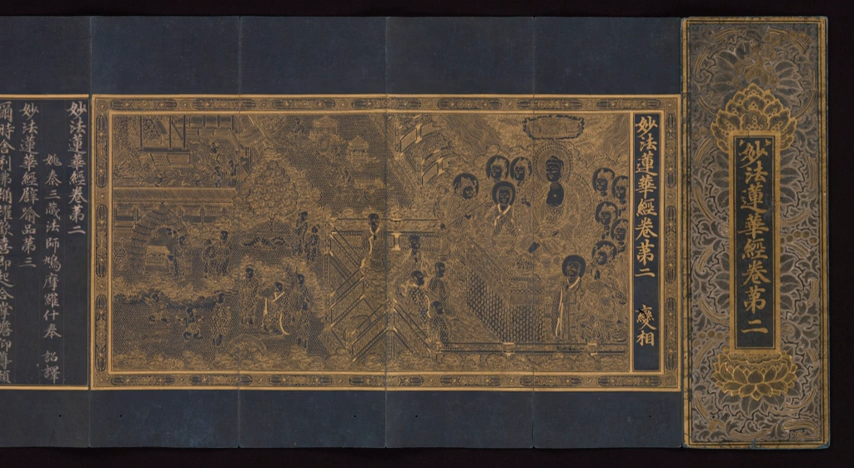 妙法蓮華經卷第二
妙法蓮華經卷第二 變相
妙法蓮華經卷第二
姚秦三藏法師鳩摩羅什奉 詔譯
妙法蓮華經譬喻品第三
爾時舍利弗踊躍歡喜即起合掌瞻仰尊顏